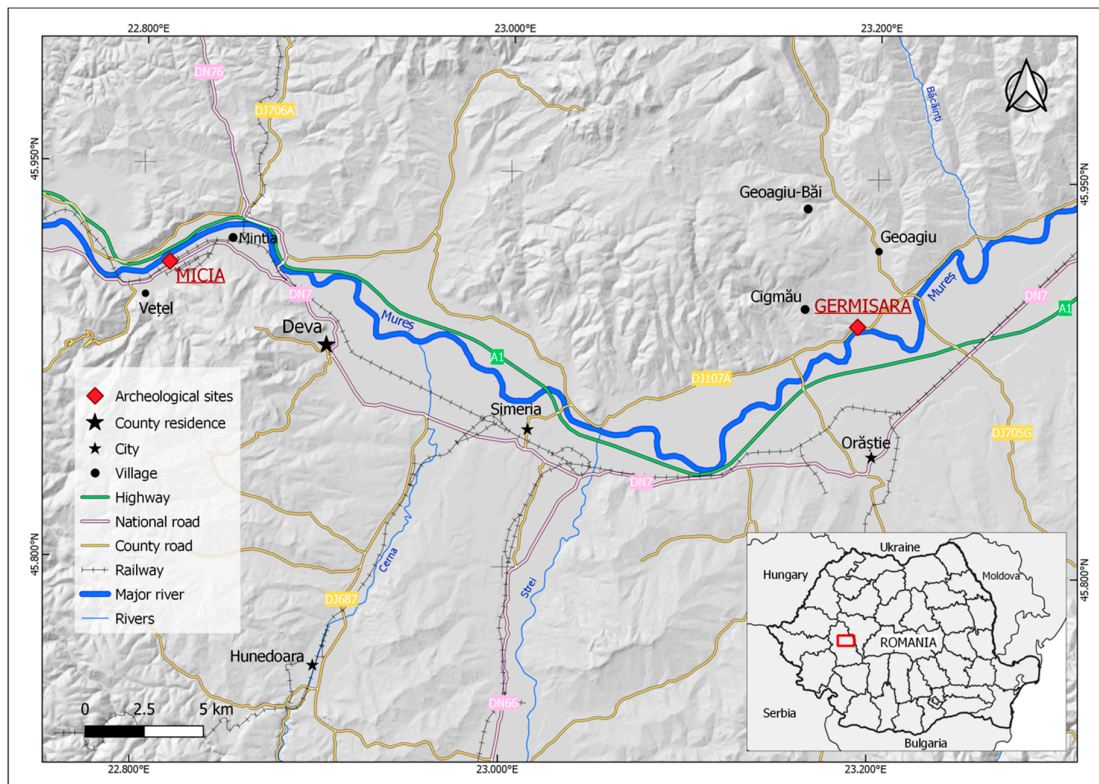 22.800°E
23.000°E
23.200°E
DN76
DJ706A
Băcăinți
45.950°N
45.950°N
Geoagiu-Băi
Geoagiu
Mintia
MICIA
Vețel
DN7
Mureș
Cigmău
GERMISARA
Mureș
DN7
A1
Deva
Mureș
A1
DJ107A
Simeria
Orăștie
DJ705G
DN7
Archeological sites
County residence
City
Village
Highway
National road
County road
Railway
Major river
Rivers
45.800°N
45.800°N
Cerna
Strei
DJ687
Hunedoara
DN66
0 2.5 5 km
Ukraine
Hungary
Moldova
ROMANIA
Serbia
Bulgaria
22.800°E
23.000°E
23.200°E